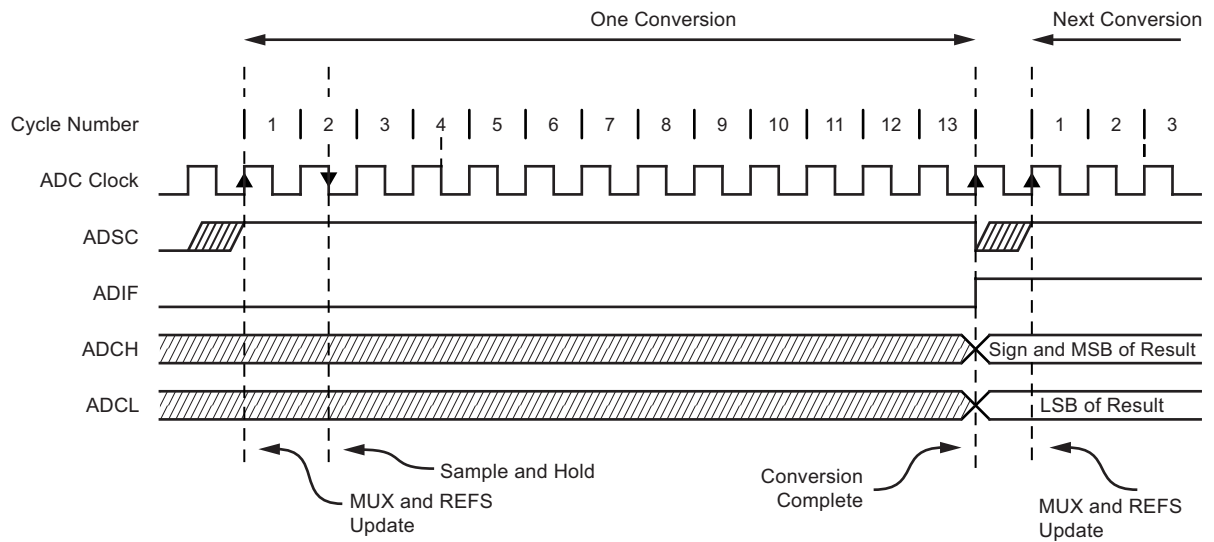 One Conversion
Next Conversion
Cycle Number
1 2 3 4 5 6 7 8 9 10 11 12 13 1 2 3
ADC Clock
ADSC
ADIF
ADCH
Sign and MSB of Result
ADCL
LSB of Result
Sample and Hold
MUX and REFS
Update
Conversion
Complete
MUX and REFS
Update